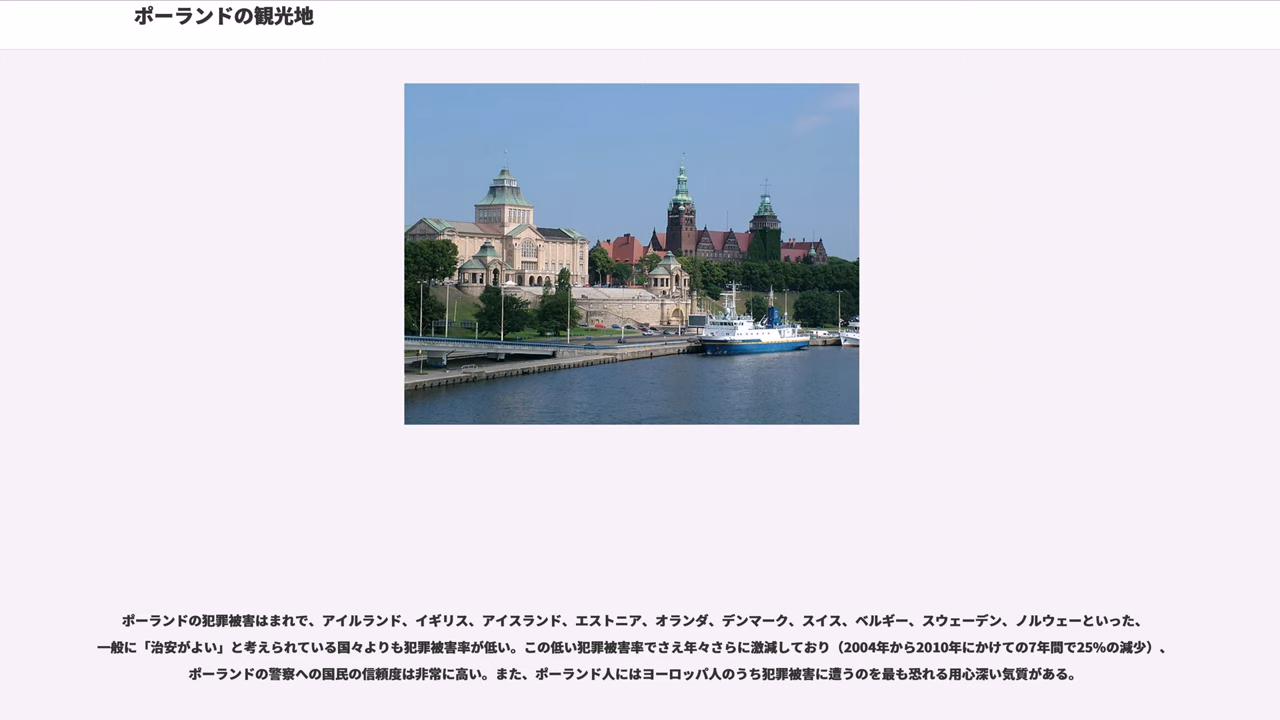 ポーランドの観光地
ポーランドの犯罪被害はまれで、アイルランド、イギリス、アイスランド、エストニア、オランダ、デンマーク、スイス、ベルギー、スウェーデン、ノルウェーといった、
一般に「治安がよい」と考えられている国々よりも犯罪被害率が低い。この低い犯罪被害率でさえ年々さらに激減しており（2004年から2010年にかけての7年間で25%の減少）、
ポーランドの警察への国民の信頼度は非常に高い。また、ポーランド人にはヨーロッパ人のうち犯罪被害に遭うのを最も恐れる用心深い気質がある。